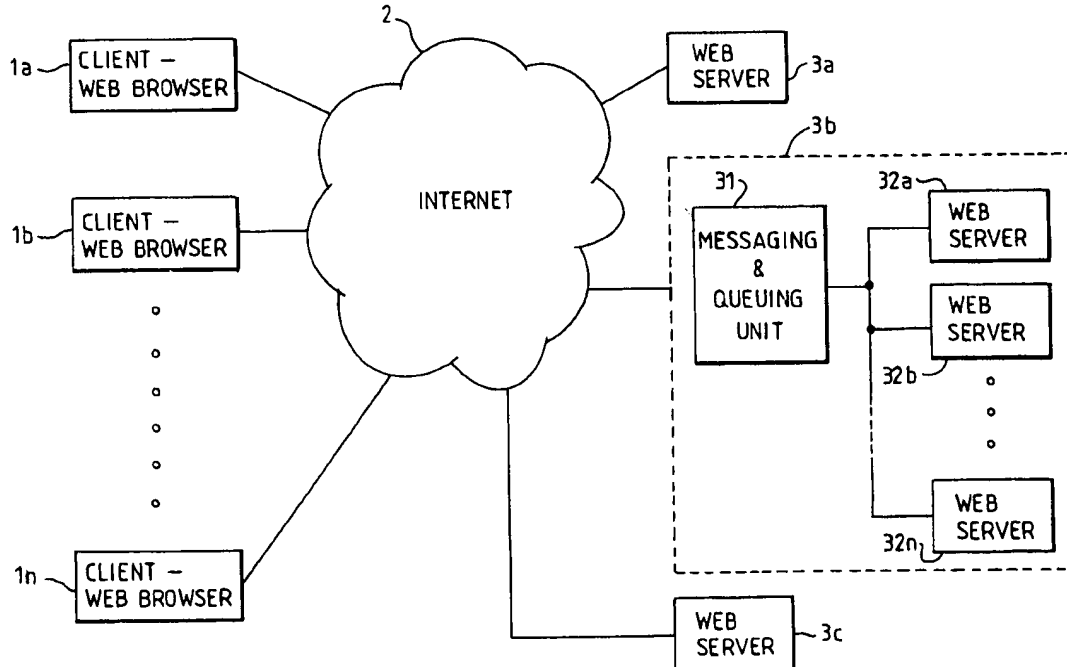 1a
CLIENT —
WEB BROWSER
2
WEB
SERVER
3a
3b
1b
CLIENT —
WEB BROWSER
INTERNET
31
MESSAGING
&
QUEUING
UNIT
32a
WEB
SERVER
WEB
SERVER
32b
WEB
SERVER
32n
1n
CLIENT —
WEB BROWSER
WEB
SERVER
3c